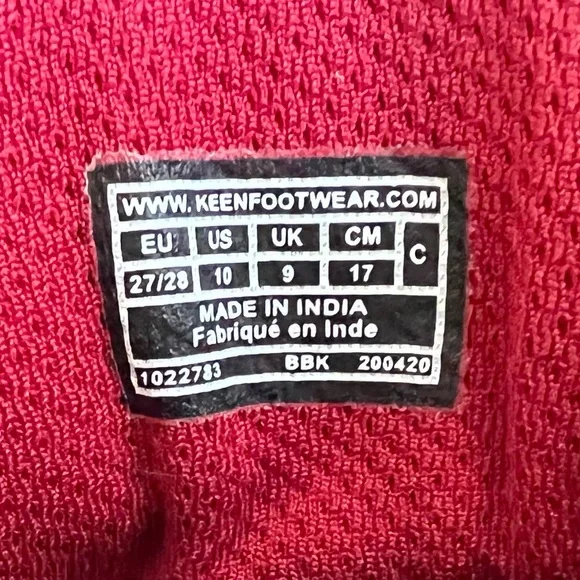 WWW.KEENFOOTWEAR.COM
EU US UK CM C
27/28 10 9 17
MADE IN INDIA
Fabriqué en Inde
1022783 BBK 200420